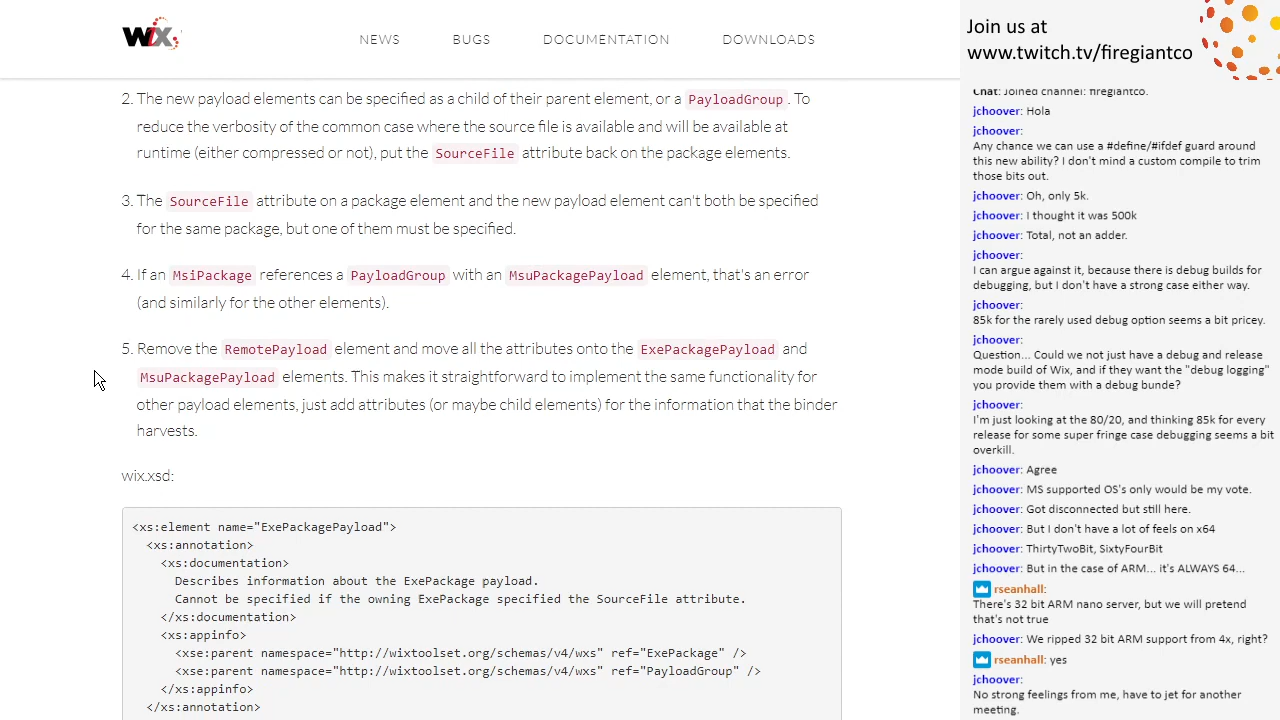 WiX
NEWS
BUGS
DOCUMENTATION
DOWNLOADS
2. The new payload elements can be specified as a child of their parent element, or a PayloadGroup. To
reduce the verbosity of the common case where the source file is available and will be available at
runtime (either compressed or not), put the SourceFile attribute back on the package elements.
3. The SourceFile attribute on a package element and the new payload element can't both be specified
for the same package, but one of them must be specified.
4. If an MsiPackage references a PayloadGroup with an MsuPackagePayload element, that's an error
(and similarly for the other elements).
5. Remove the RemotePayload element and move all the attributes onto the ExePackagePayload and
MsuPackagePayload elements. This makes it straightforward to implement the same functionality for
other payload elements, just add attributes (or maybe child elements) for the information that the binder
harvests.
wix.xsd:
<xs:element name="ExePackagePayload">
<xs:annotation>
<xs:documentation>
Describes information about the ExePackage payload.
Cannot be specified if the owning ExePackage specified the SourceFile attribute.
</xs:documentation>
<xs:appinfo>
<xse:parent namespace="http://wixtoolset.org/schemas/v4/wxs" ref="ExePackage" />
<xse:parent namespace="http://wixtoolset.org/schemas/v4/wxs" ref="PayloadGroup" />
</xs:appinfo>
</xs:annotation>
Join us at
www.twitch.tv/firegiantco
Chat: Joined channel: firegiantco.
jchoover: Hola
jchoover:
Any chance we can use a #define/#ifdef guard around
this new ability? I don't mind a custom compile to trim
those bits out.
jchoover: Oh, only 5k.
jchoover: I thought it was 500k
jchoover: Total, not an adder.
jchoover:
I can argue against it, because there is debug builds for
debugging, but I don't have a strong case either way.
jchoover:
85k for the rarely used debug option seems a bit pricey.
jchoover:
Question... Could we not just have a debug and release
mode build of Wix, and if they want the "debug logging"
you provide them with a debug bunde?
jchoover:
I'm just looking at the 80/20, and thinking 85k for every
release for some super fringe case debugging seems a bit
overkill.
jchoover: Agree
jchoover: MS supported OS's only would be my vote.
jchoover: Got disconnected but still here.
jchoover: But I don't have a lot of feels on x64
jchoover: ThirtyTwoBit, SixtyFourBit
jchoover: But in the case of ARM... it's ALWAYS 64...
rseanhall:
There's 32 bit ARM nano server, but we will pretend
that's not true
jchoover: We ripped 32 bit ARM support from 4x, right?
rseanhall: yes
jchoover:
No strong feelings from me, have to jet for another
meeting.